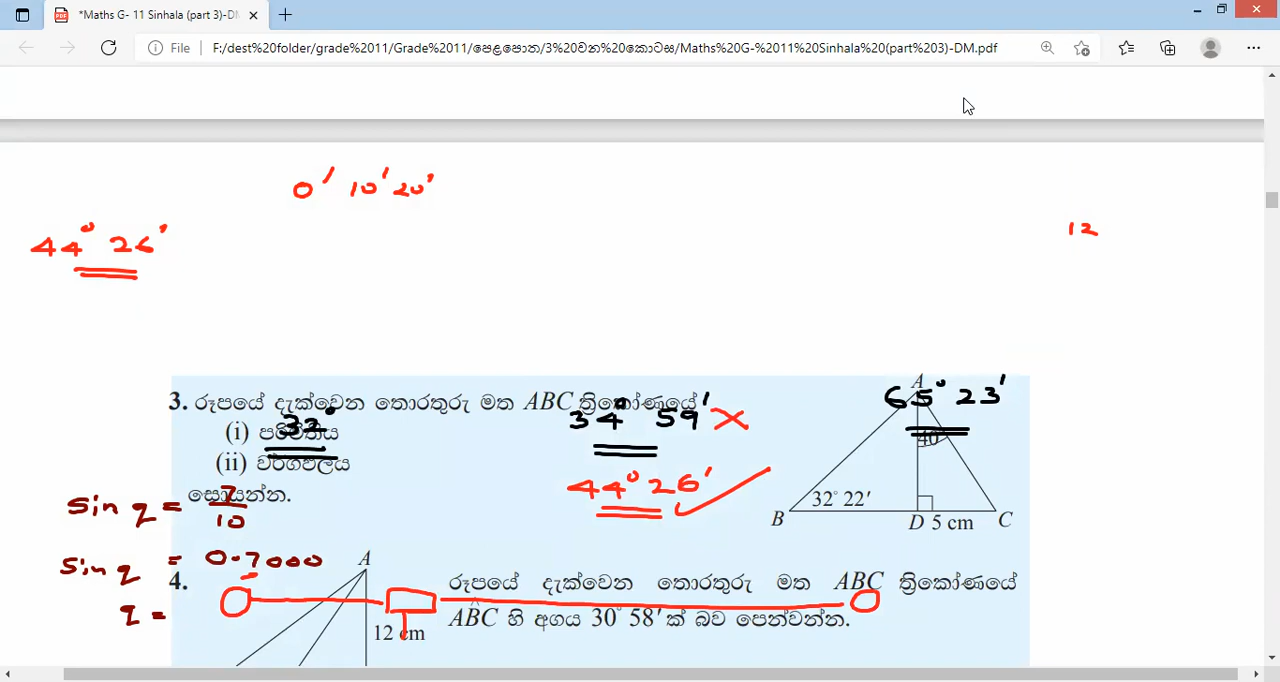 *Maths G- 11 Sinhala (part 3)-DM
File F:/dest%20folder/grade%2011/Grade%2011/පෙළපොත/3%20වන%20කොටස/Maths%20G-%2011%20Sinhala%20(part%203)-DM.pdf
0′ 10′ 20′
44° 26′
12
3. රූපයේ දැක්වෙන තොරතුරු මත ABC ත්‍රිකෝණයේ
(i) පරිමිතිය
(ii) වර්ගඵලය
සොයන්න.
33°
34° 59′ X
44° 26′ ✓
A
65° 23′
40°
32° 22′
B D 5 cm C
sin q = 7/10
sin q = 0.7000
q =
4. රූපයේ දැක්වෙන තොරතුරු මත ABC ත්‍රිකෝණයේ
AB̂C හි අගය 30° 58′ ක් බව පෙන්වන්න.
A
12 cm